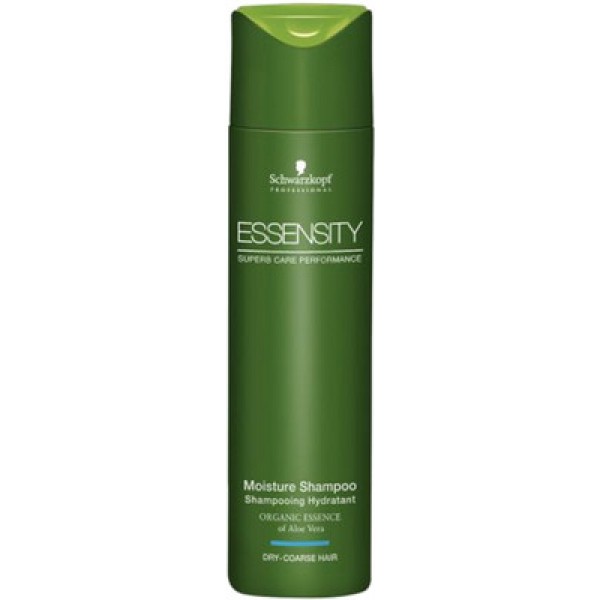 Schwarzkopf
PROFESSIONAL
ESSENSITY
SUPERB CARE PERFORMANCE
Moisture Shampoo
Shampooing Hydratant
ORGANIC ESSENCE
of Aloe Vera
DRY-COARSE HAIR